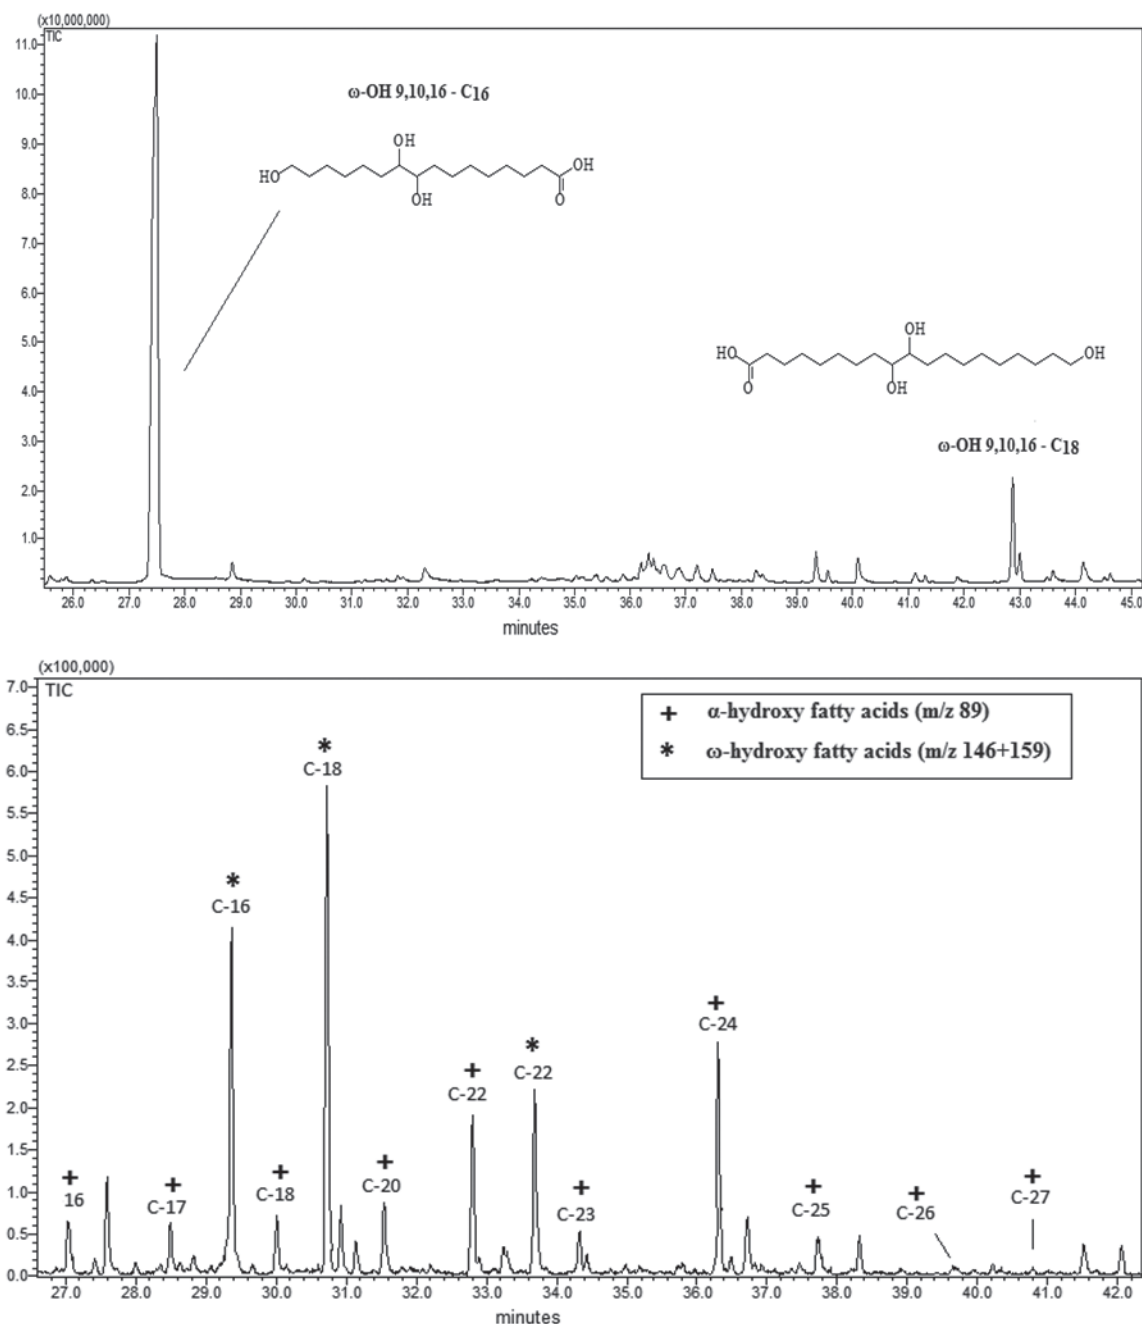 (x10,000,000)
TIC
11.0
10.0
9.0
8.0
7.0
6.0
5.0
4.0
3.0
2.0
1.0
ω-OH 9,10,16 - C16
OH
HO
OH
OH
O
OH
HO
O
OH
OH
ω-OH 9,10,16 - C18
26.0 27.0 28.0 29.0 30.0 31.0 32.0 33.0 34.0 35.0 36.0 37.0 38.0 39.0 40.0 41.0 42.0 43.0 44.0 45.0
minutes
(x100,000)
7.0
TIC
6.5
6.0
5.5
5.0
4.5
4.0
3.5
3.0
2.5
2.0
1.5
1.0
0.5
0.0
+ α-hydroxy fatty acids (m/z 89)
* ω-hydroxy fatty acids (m/z 146+159)
*
C-18
*
C-16
+
C-24
*
C-22
+
C-22
+
16
+
C-17
+
C-18
+
C-20
+
C-23
+
C-25
+
C-26
+
C-27
27.0 28.0 29.0 30.0 31.0 32.0 33.0 34.0 35.0 36.0 37.0 38.0 39.0 40.0 41.0 42.0
minutes